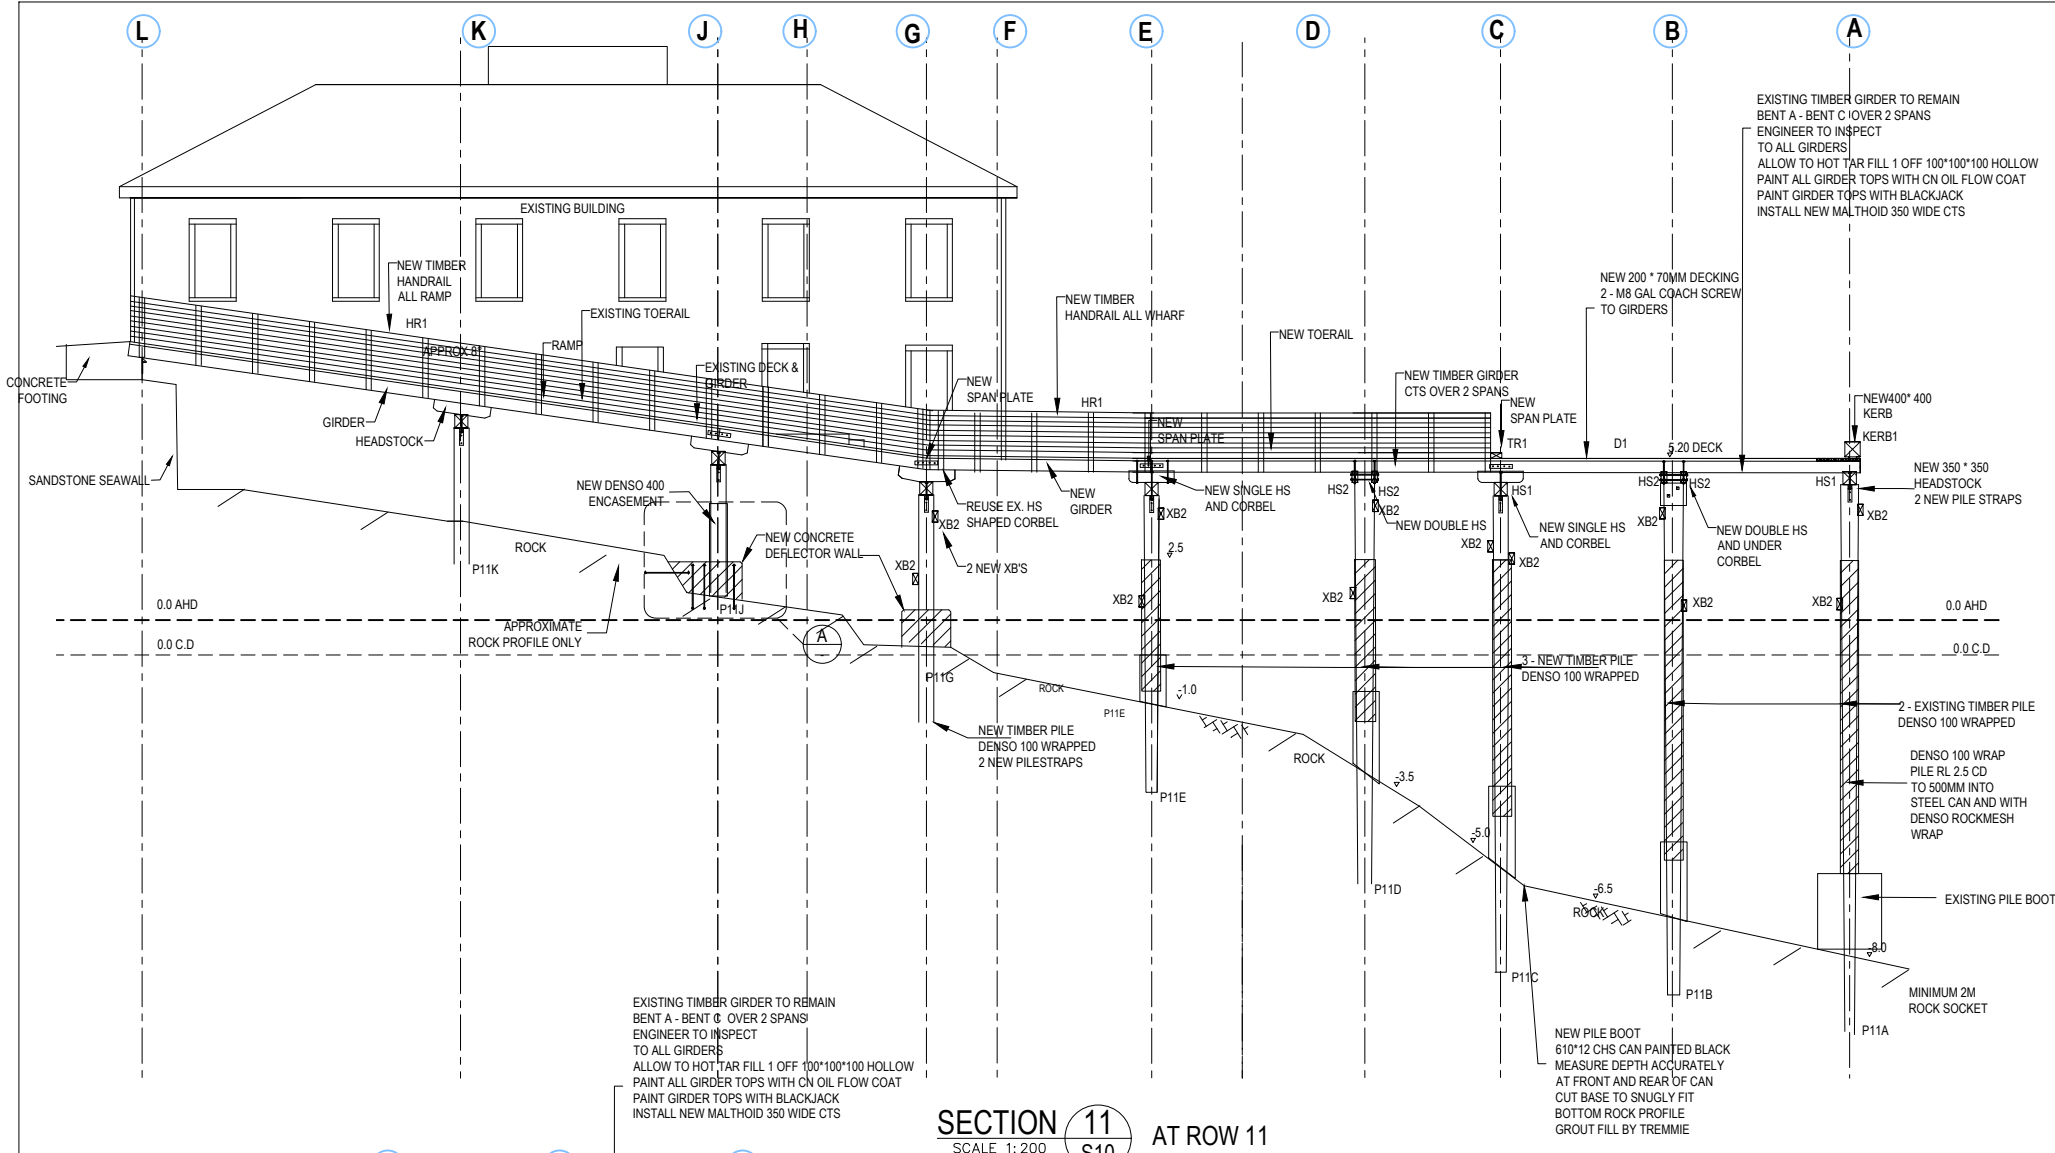 L K J H G F E D C B A
EXISTING TIMBER GIRDER TO REMAIN
BENT A - BENT C OVER 2 SPANS
ENGINEER TO INSPECT
TO ALL GIRDERS
ALLOW TO HOT TAR FILL 1 OFF 100*100*100 HOLLOW
PAINT ALL GIRDER TOPS WITH CN OIL FLOW COAT
PAINT GIRDER TOPS WITH BLACKJACK
INSTALL NEW MALTHOID 350 WIDE CTS
EXISTING BUILDING
NEW TIMBER
HANDRAIL
ALL RAMP
HR1
EXISTING TOERAIL
RAMP
APPROX 8°
EXISTING DECK &
GIRDER
CONCRETE
FOOTING
GIRDER
HEADSTOCK
SANDSTONE SEAWALL
NEW
SPAN PLATE
NEW TIMBER
HANDRAIL ALL WHARF
HR1
NEW
SPAN PLATE
NEW TOERAIL
NEW TIMBER GIRDER
CTS OVER 2 SPANS
NEW
SPAN PLATE
TR1
NEW 200 * 70MM DECKING
2 - M8 GAL COACH SCREW
TO GIRDERS
D1
5.20 DECK
NEW400* 400
KERB
KERB1
NEW 350 * 350
HEADSTOCK
2 NEW PILE STRAPS
HS1
XB2
NEW DENSO 400
ENCASEMENT
REUSE EX. HS
SHAPED CORBEL
NEW
GIRDER
NEW SINGLE HS
AND CORBEL
HS2
HS2
XB2
NEW DOUBLE HS
HS1
NEW SINGLE HS
AND CORBEL
HS2
HS2
XB2
NEW DOUBLE HS
AND UNDER
CORBEL
XB2
XB2
2 NEW XB'S
XB2
NEW CONCRETE
DEFLECTOR WALL
XB2
XB2
2.5
ROCK
P11K
P11J
XB2
XB2
XB2
XB2
0.0 AHD
0.0 AHD
APPROXIMATE
ROCK PROFILE ONLY
A
0.0 C.D
0.0 C.D
P11G
ROCK
P11E
-1.0
3 - NEW TIMBER PILE
DENSO 100 WRAPPED
2 - EXISTING TIMBER PILE
DENSO 100 WRAPPED
NEW TIMBER PILE
DENSO 100 WRAPPED
2 NEW PILESTRAPS
ROCK
-3.5
P11E
DENSO 100 WRAP
PILE RL 2.5 CD
TO 500MM INTO
STEEL CAN AND WITH
DENSO ROCKMESH
WRAP
-5.0
P11D
-6.5
ROCK
EXISTING PILE BOOT
-8.0
P11C
P11B
MINIMUM 2M
ROCK SOCKET
P11A
EXISTING TIMBER GIRDER TO REMAIN
BENT A - BENT C OVER 2 SPANS
ENGINEER TO INSPECT
TO ALL GIRDERS
ALLOW TO HOT TAR FILL 1 OFF 100*100*100 HOLLOW
PAINT ALL GIRDER TOPS WITH CN OIL FLOW COAT
PAINT GIRDER TOPS WITH BLACKJACK
INSTALL NEW MALTHOID 350 WIDE CTS
NEW PILE BOOT
610*12 CHS CAN PAINTED BLACK
MEASURE DEPTH ACCURATELY
AT FRONT AND REAR OF CAN
CUT BASE TO SNUGLY FIT
BOTTOM ROCK PROFILE
GROUT FILL BY TREMMIE
SECTION 11 AT ROW 11
SCALE 1:200 S10